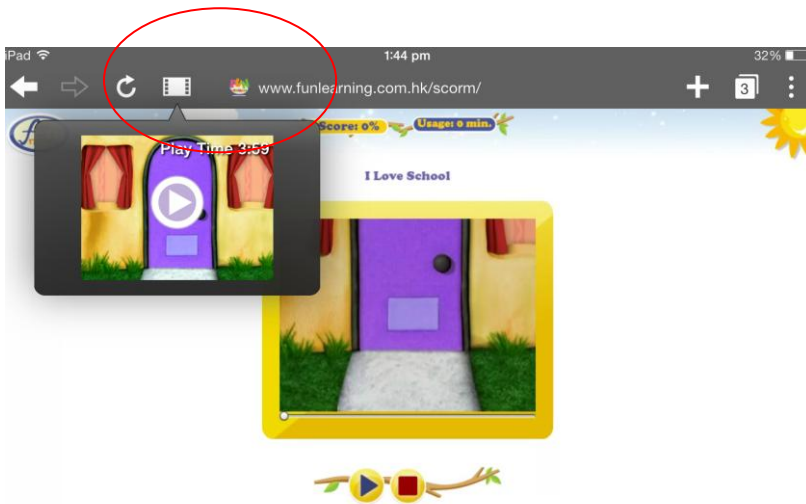 iPad 1:44 pm 32%
www.funlearning.com.hk/scorm/ 3
Score: 0% Usage: 0 min.
Play Time 3:59
I Love School